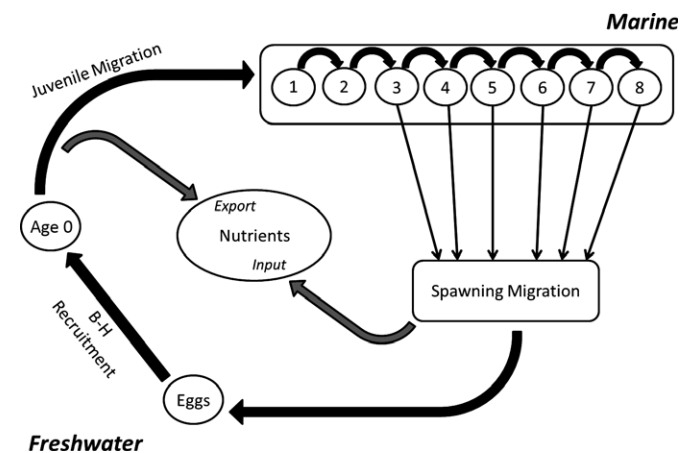 Marine
Juvenile Migration
1 2 3 4 5 6 7 8
Age 0
Export
Nutrients
Input
Spawning Migration
B-H
Recruitment
Eggs
Freshwater